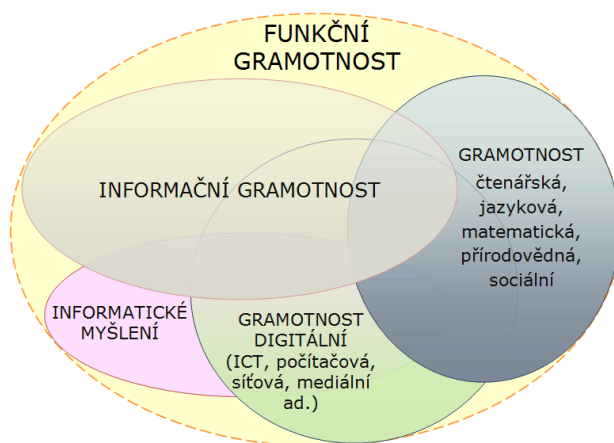 FUNKČNÍ
GRAMOTNOST
INFORMAČNÍ GRAMOTNOST
GRAMOTNOST
čtenářská,
jazyková,
matematická,
přírodovědná,
sociální
INFORMATICKÉ
MYŠLENÍ
GRAMOTNOST
DIGITÁLNÍ
(ICT, počítačová,
síťová, mediální
ad.)